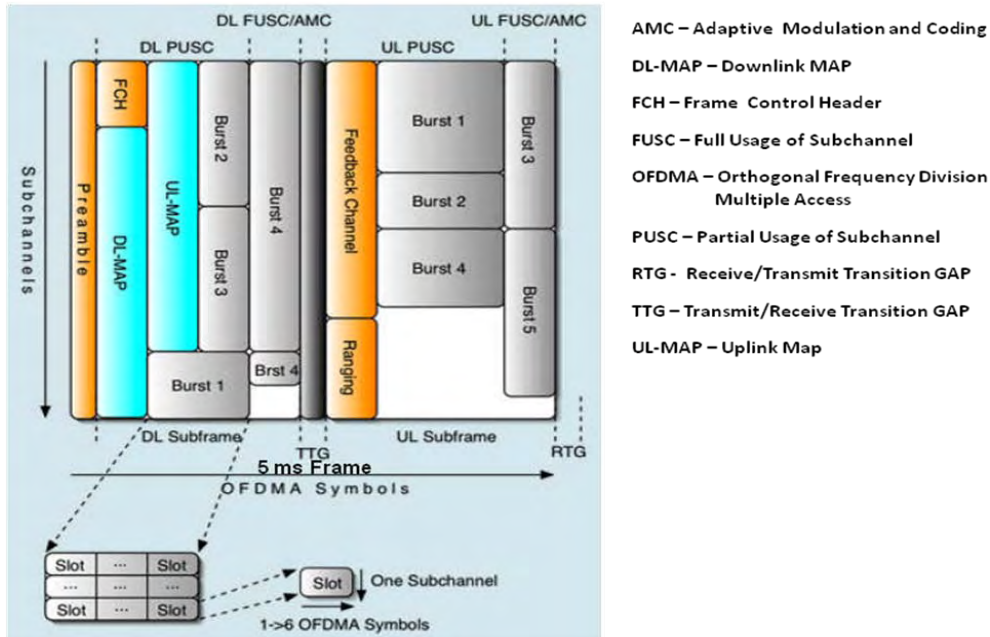 DL FUSC/AMC
UL FUSC/AMC
DL PUSC
UL PUSC
Subchannels
Preamble
FCH
DL-MAP
UL-MAP
Burst 2
Burst 3
Burst 1
Burst 4
Brst 4
Feedback Channel
Ranging
Burst 1
Burst 2
Burst 4
Burst 3
Burst 5
DL Subframe
TTG
UL Subframe
RTG
5 ms Frame
OFDMA Symbols
Slot ... Slot
... ... ...
Slot ... Slot
Slot
One Subchannel
1->6 OFDMA Symbols
AMC – Adaptive Modulation and Coding
DL-MAP – Downlink MAP
FCH – Frame Control Header
FUSC – Full Usage of Subchannel
OFDMA – Orthogonal Frequency Division
Multiple Access
PUSC – Partial Usage of Subchannel
RTG - Receive/Transmit Transition GAP
TTG – Transmit/Receive Transition GAP
UL-MAP – Uplink Map